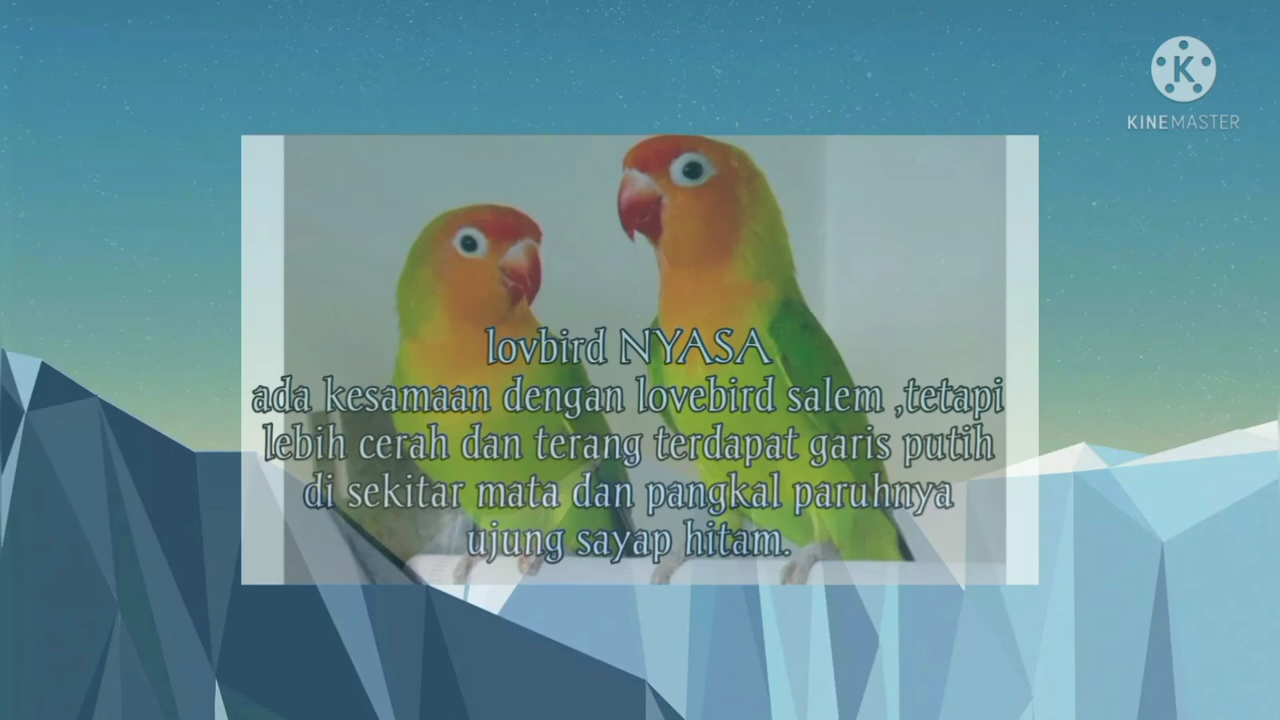 KINEMASTER
lovbird NYASA
ada kesamaan dengan lovebird salem ,tetapi
lebih cerah dan terang terdapat garis putih
di sekitar mata dan pangkal paruhnya
ujung sayap hitam.